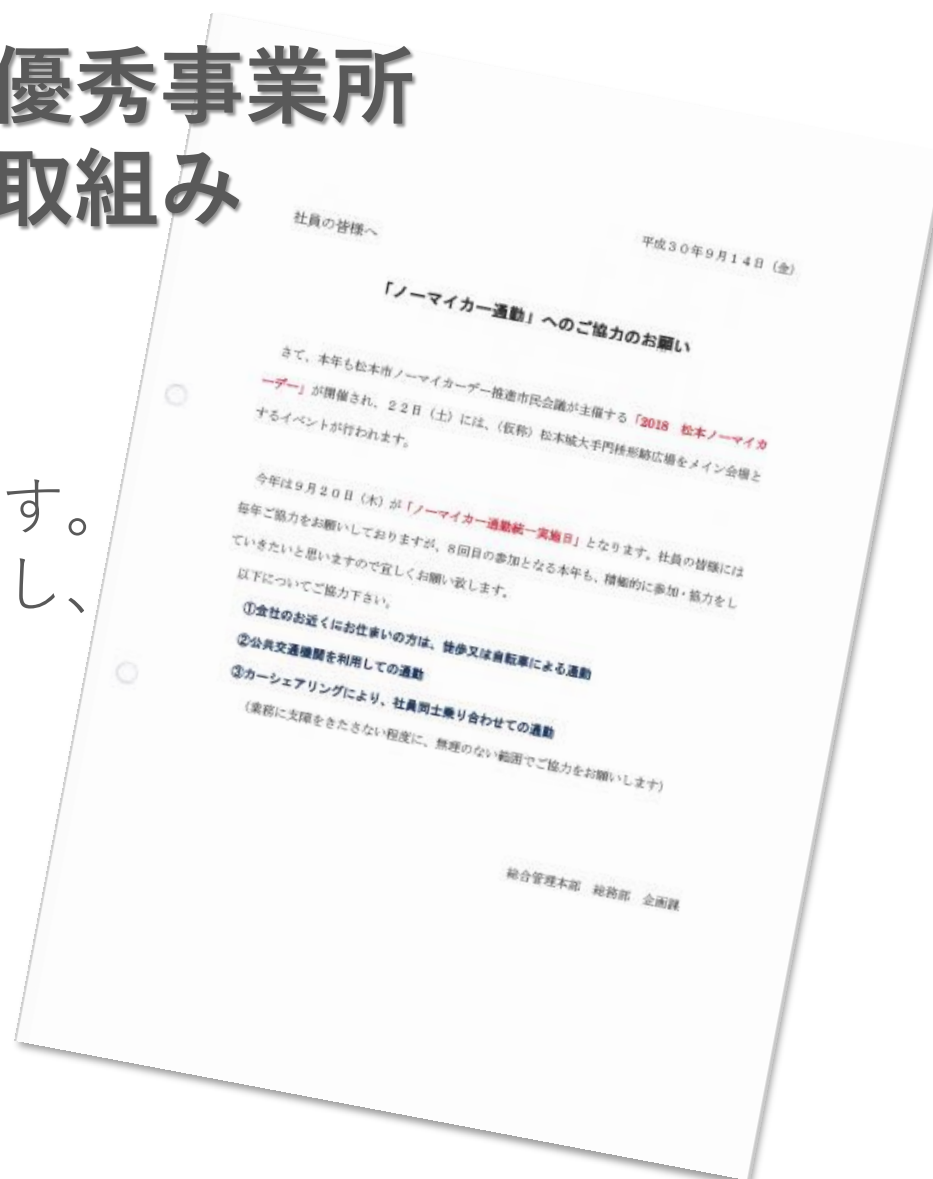 優秀事業所
取組み
す。
し、
社員の皆様へ
平成30年9月14日（金）
「ノーマイカー通勤」へのご協力のお願い
さて、本年も松本市ノーマイカーデー推進市民会議が主催する「2018　松本ノーマイカ
ーデー」が開催され、22日（土）には、（仮称）松本城大手門枡形跡広場をメイン会場と
するイベントが行われます。
今年は9月20日（木）が「ノーマイカー通勤統一実施日」となります。社員の皆様には
毎年ご協力をお願いしておりますが、8回目の参加となる本年も、積極的に参加・協力をし
ていきたいと思いますので宜しくお願い致します。
以下についてご協力下さい。
①会社のお近くにお住まいの方は、徒歩又は自転車による通勤
②公共交通機関を利用しての通勤
③カーシェアリングにより、社員同士乗り合わせての通勤
（業務に支障をきたさない程度に、無理のない範囲でご協力をお願いします）
総合管理本部　総務部　企画課